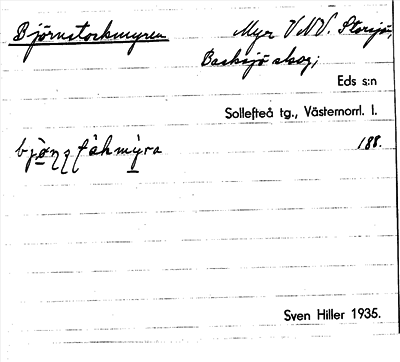 Björnstockmyren Myr V.N.V. Storsjö,
Backsjö skog;
Eds s:n
Sollefteå tg., Västernorrl. l.
188.
Sven Hiller 1935.